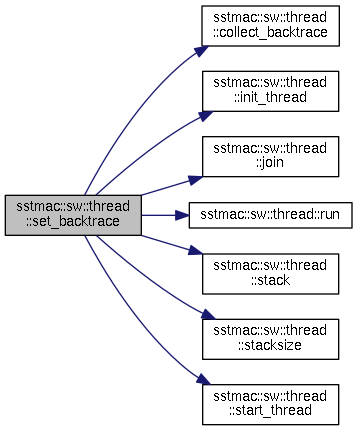 sstmac::sw::thread
::set_backtrace
sstmac::sw::thread
::collect_backtrace
sstmac::sw::thread
::init_thread
sstmac::sw::thread
::join
sstmac::sw::thread::run
sstmac::sw::thread
::stack
sstmac::sw::thread
::stacksize
sstmac::sw::thread
::start_thread